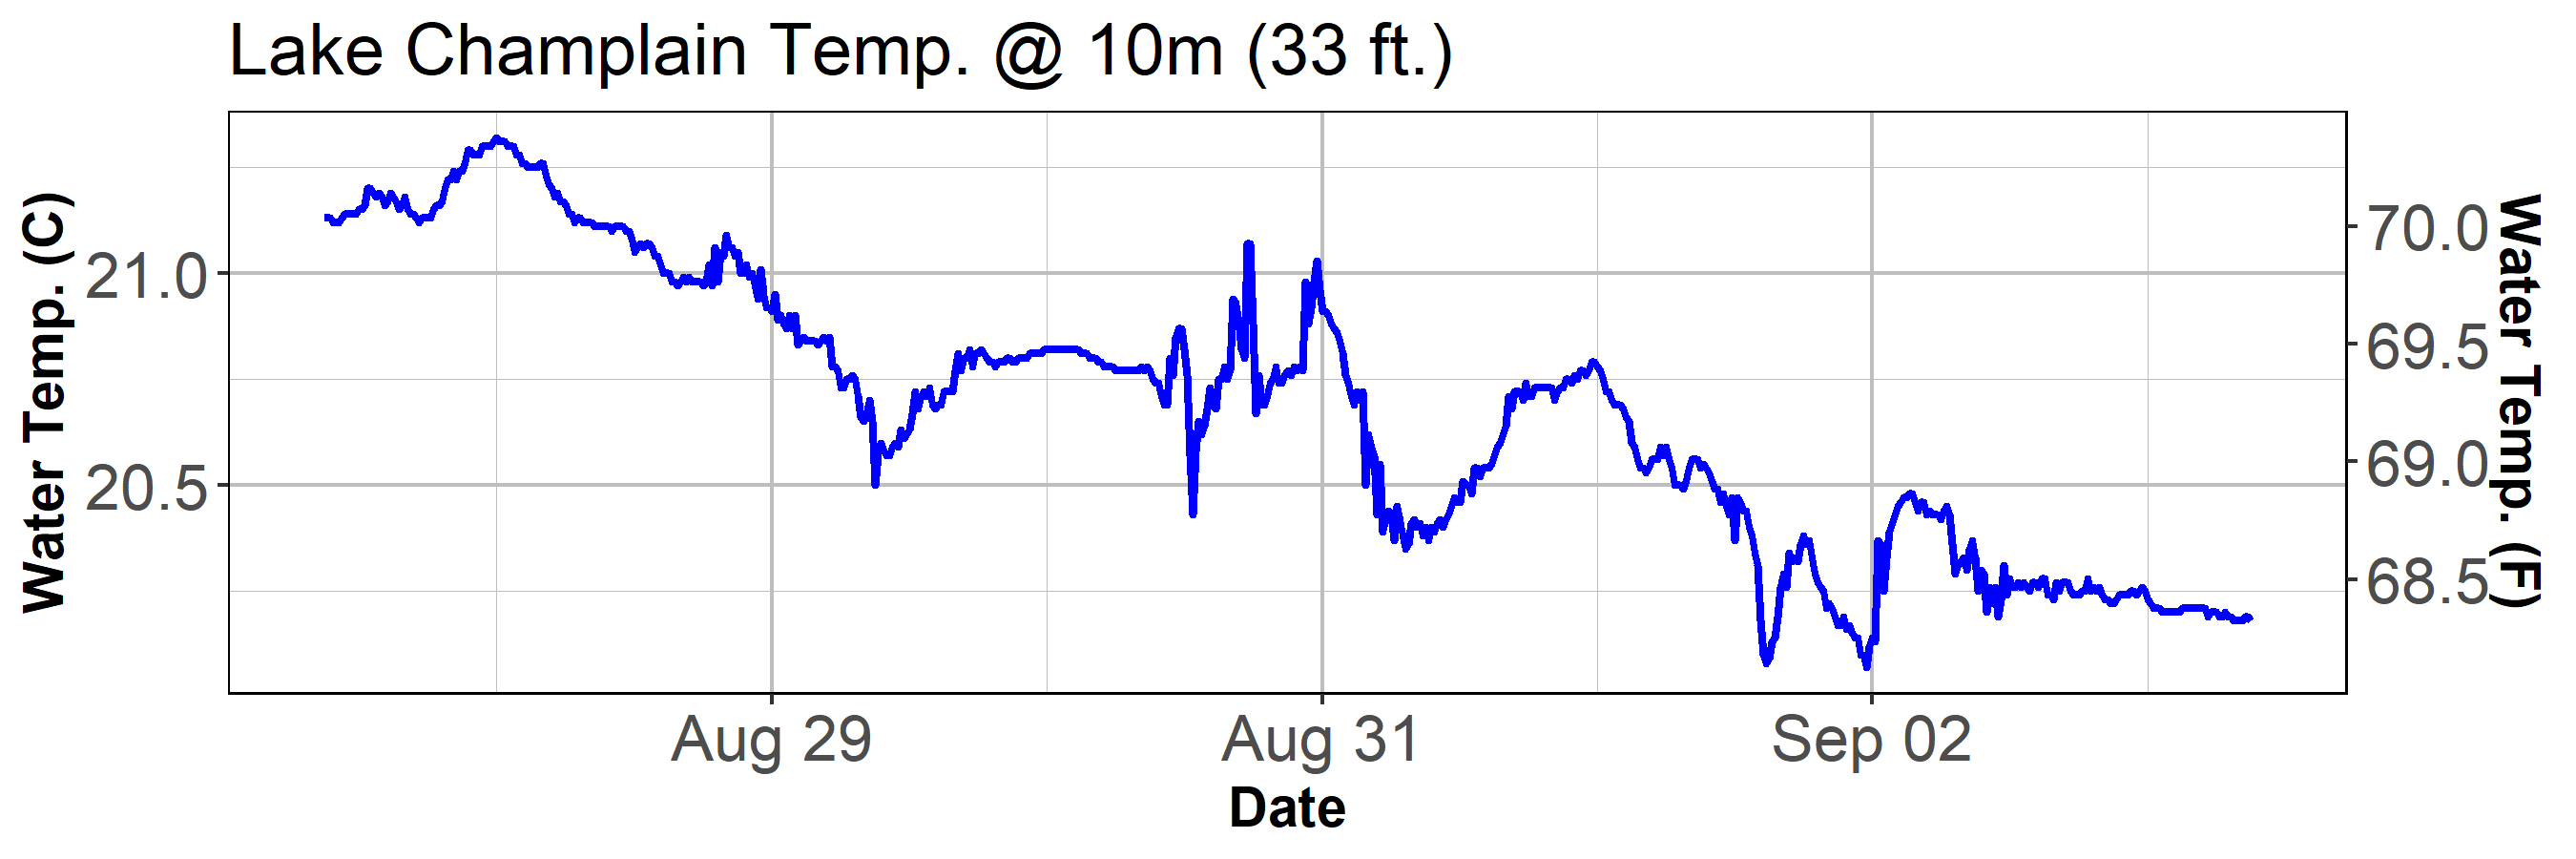 Lake Champlain Temp. @ 10m (33 ft.)
Water Temp. (C)
21.0
20.5
70.0
69.5
69.0
68.5
Water Temp. (F)
Aug 29
Aug 31
Sep 02
Date